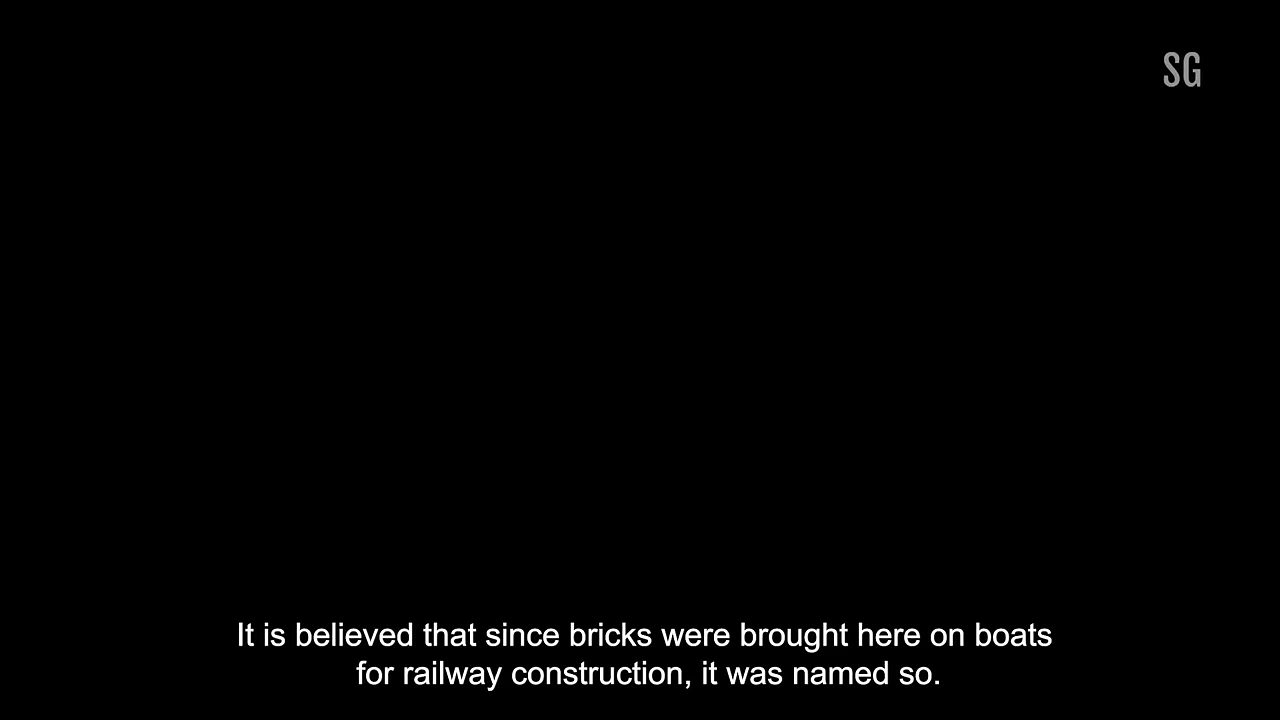 SG
It is believed that since bricks were brought here on boats
for railway construction, it was named so.